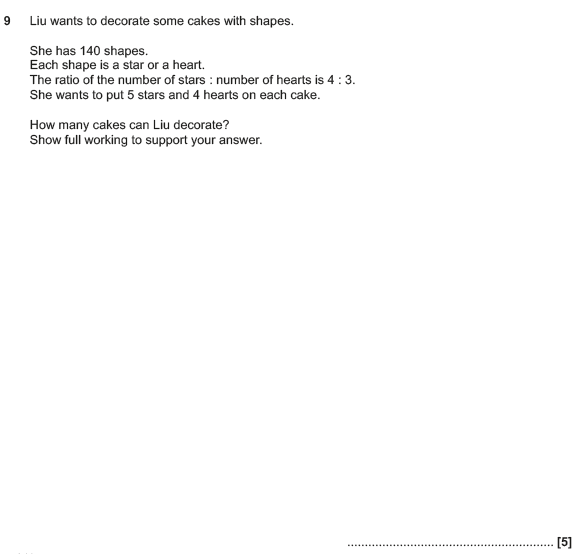 9 Liu wants to decorate some cakes with shapes.
She has 140 shapes.
Each shape is a star or a heart.
The ratio of the number of stars : number of hearts is 4 : 3.
She wants to put 5 stars and 4 hearts on each cake.
How many cakes can Liu decorate?
Show full working to support your answer.
........................................................... [5]